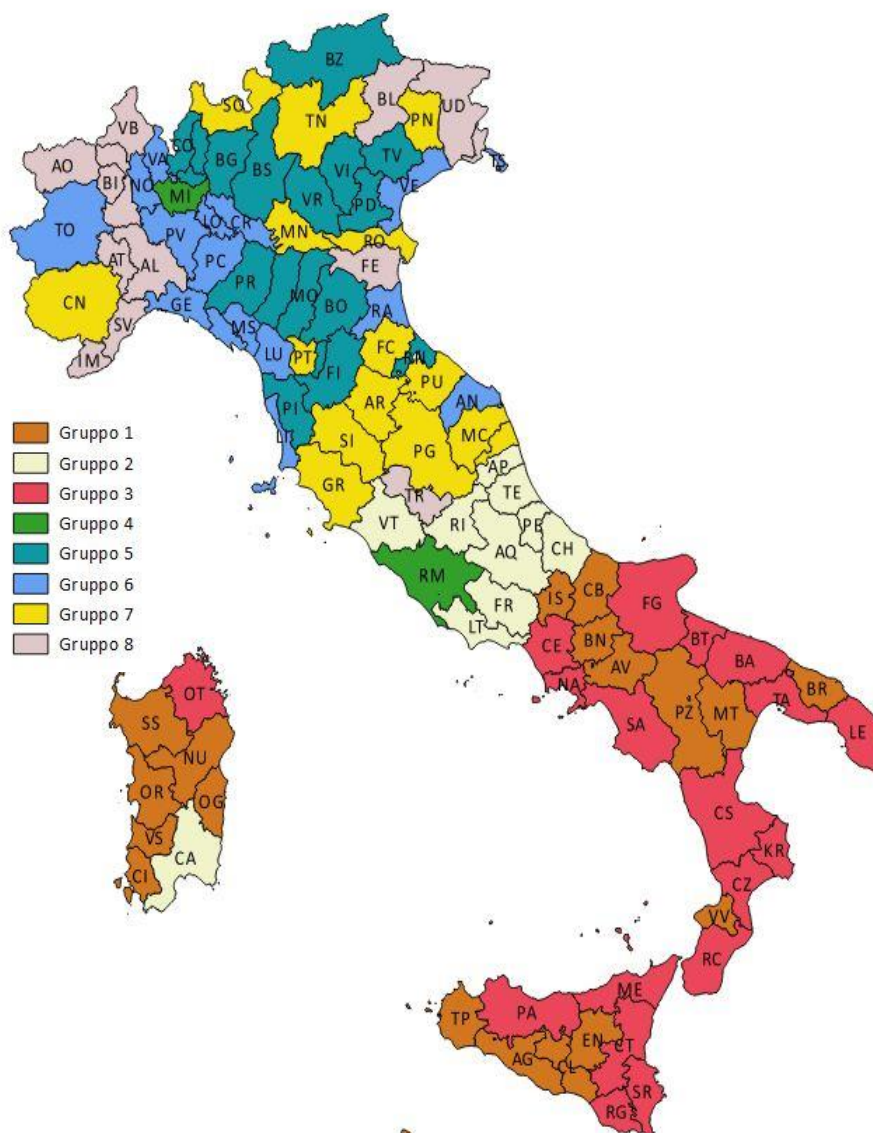 BZ
SO
TN
BL
UD
PN
VB
CO
BG
BS
VI
TV
AO
BI
NO
VA
MI
VR
PD
VE
TS
TO
PV
LO
CR
MN
RO
AT
AL
PC
PR
FE
MO
BO
CN
GE
RA
SV
MS
IM
LU
PT
FC
RN
FI
PU
AR
AN
PI
LI
SI
MC
PG
GR
AP
TR
TE
VT
RI
PE
AQ
CH
RM
FR
IS
CB
LT
FG
CE
BN
BT
AV
BA
NA
BR
PZ
MT
TA
SA
LE
Gruppo 1
Gruppo 2
Gruppo 3
Gruppo 4
Gruppo 5
Gruppo 6
Gruppo 7
Gruppo 8
OT
SS
NU
OR
OG
VS
CA
CI
CS
KR
CZ
VV
RC
ME
TP
PA
EN
CT
AG
CL
SR
RG